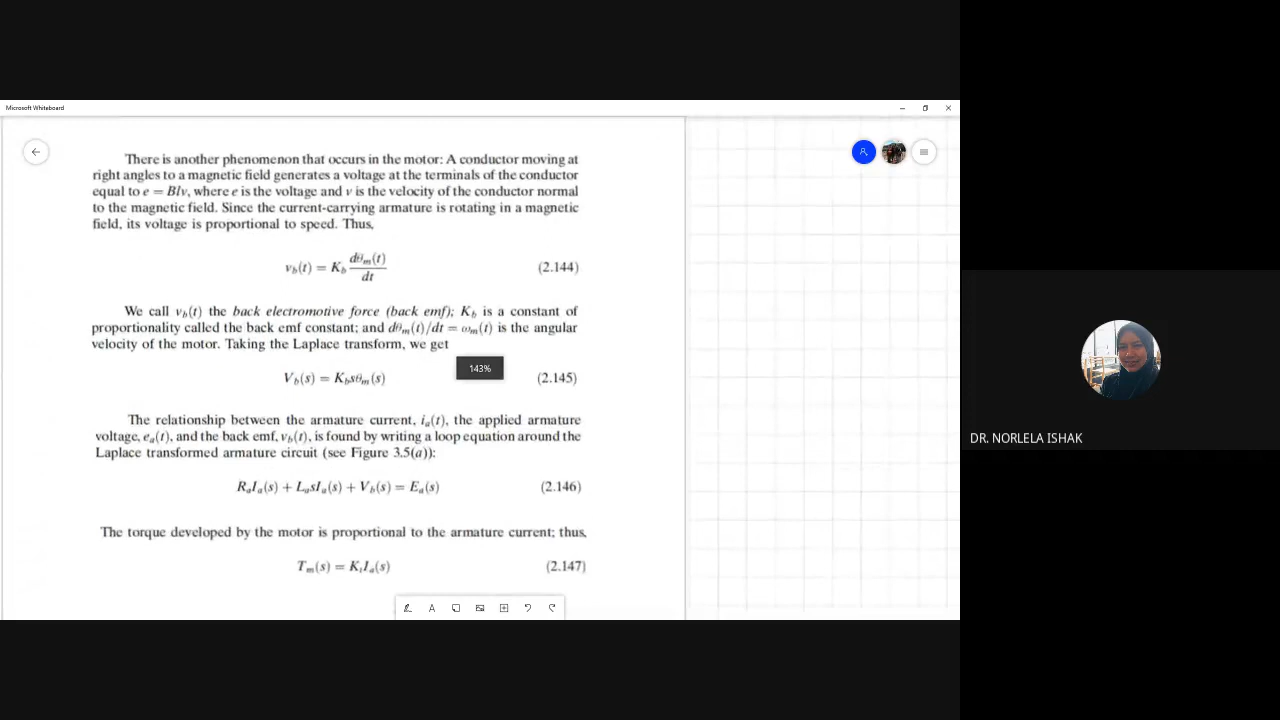 Microsoft Whiteboard
There is another phenomenon that occurs in the motor: A conductor moving at
right angles to a magnetic field generates a voltage at the terminals of the conductor
equal to e = Blv, where e is the voltage and v is the velocity of the conductor normal
to the magnetic field. Since the current-carrying armature is rotating in a magnetic
field, its voltage is proportional to speed. Thus,
v_b(t) = K_b dθ_m(t)/dt (2.144)
We call v_b(t) the back electromotive force (back emf); K_b is a constant of
proportionality called the back emf constant; and dθ_m(t)/dt = ω_m(t) is the angular
velocity of the motor. Taking the Laplace transform, we get
143%
V_b(s) = K_b sθ_m(s) (2.145)
The relationship between the armature current, i_a(t), the applied armature
voltage, e_a(t), and the back emf, v_b(t), is found by writing a loop equation around the
Laplace transformed armature circuit (see Figure 3.5(a)):
R_a I_a(s) + L_a sI_a(s) + V_b(s) = E_a(s) (2.146)
The torque developed by the motor is proportional to the armature current; thus,
T_m(s) = K_t I_a(s) (2.147)
A
DR. NORLELA ISHAK